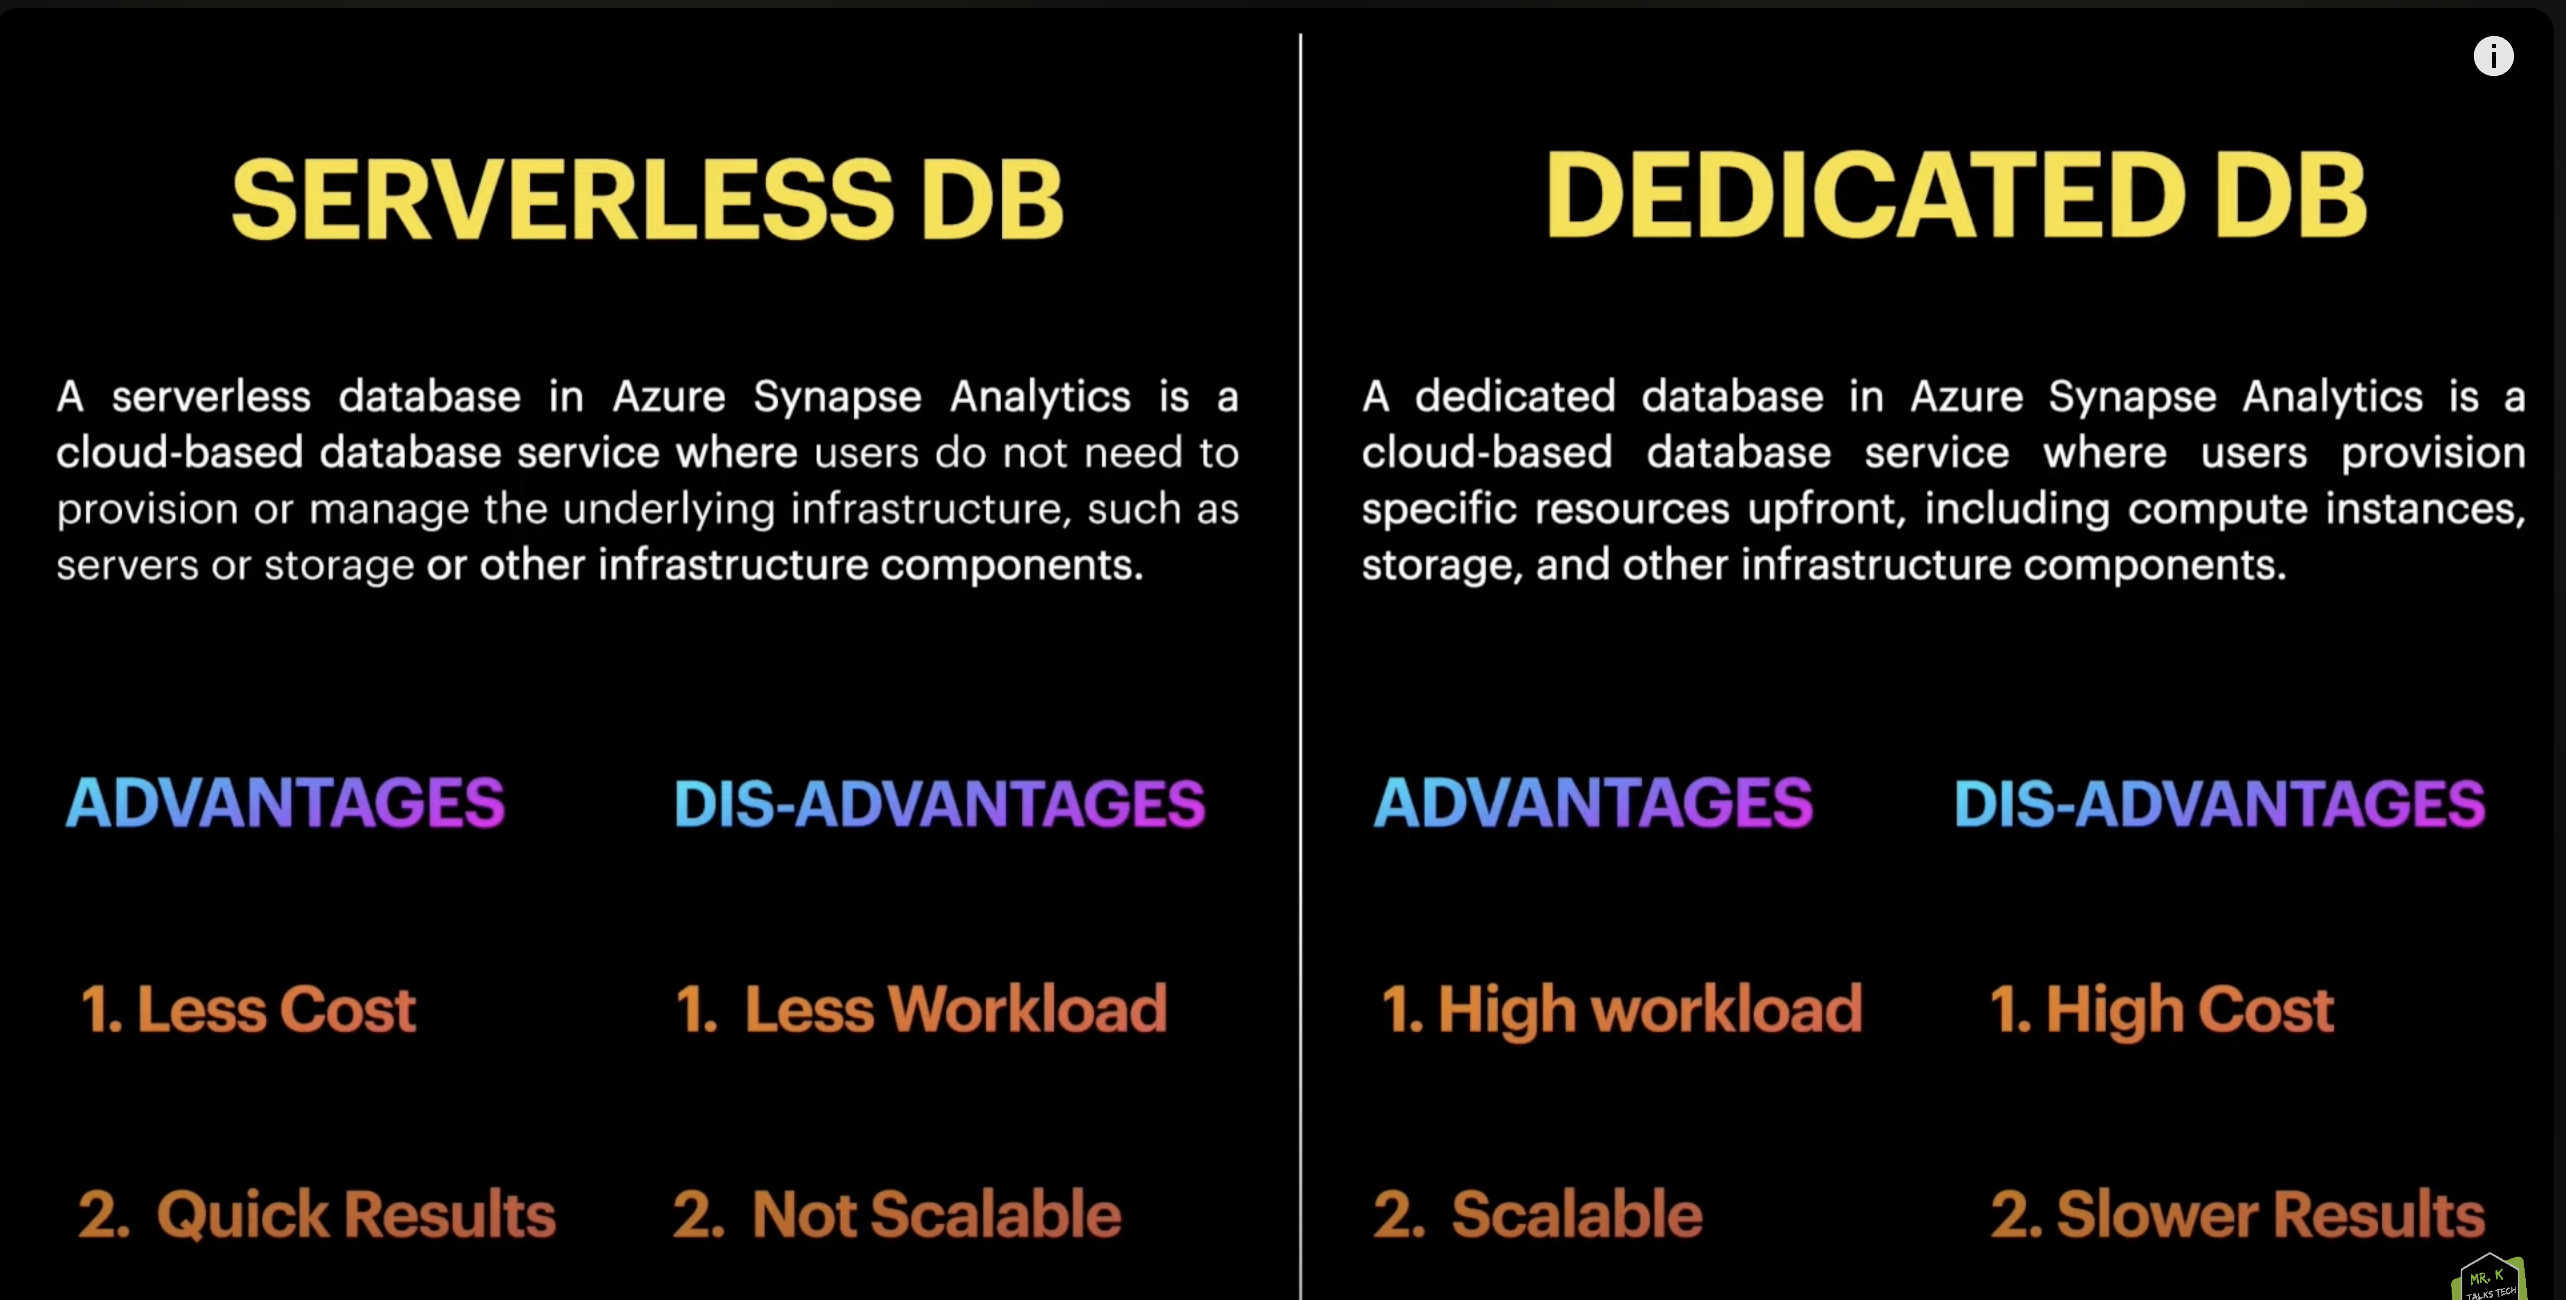 SERVERLESS DB
A serverless database in Azure Synapse Analytics is a
cloud-based database service where users do not need to
provision or manage the underlying infrastructure, such as
servers or storage or other infrastructure components.
ADVANTAGES
1. Less Cost
2. Quick Results
DIS-ADVANTAGES
1. Less Workload
2. Not Scalable
DEDICATED DB
A dedicated database in Azure Synapse Analytics is a
cloud-based database service where users provision
specific resources upfront, including compute instances,
storage, and other infrastructure components.
ADVANTAGES
1. High workload
2. Scalable
DIS-ADVANTAGES
1. High Cost
2. Slower Results
i
MR. K
TALKS TECH